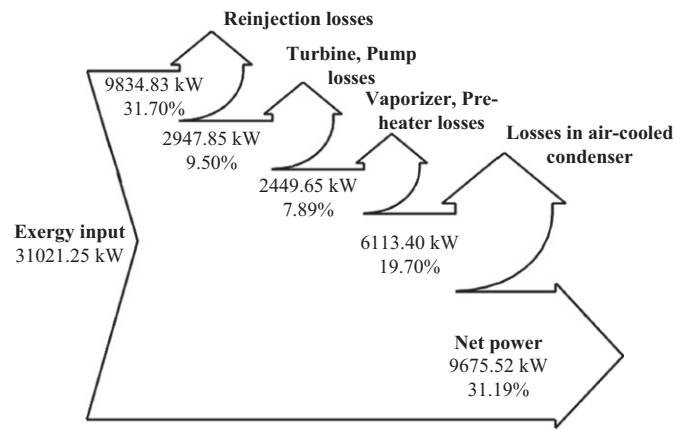 Reinjection losses
9834.83 kW
31.70%
Turbine, Pump
losses
2947.85 kW
9.50%
Vaporizer, Pre-
heater losses
2449.65 kW
7.89%
Losses in air-cooled
condenser
6113.40 kW
19.70%
Exergy input
31021.25 kW
Net power
9675.52 kW
31.19%